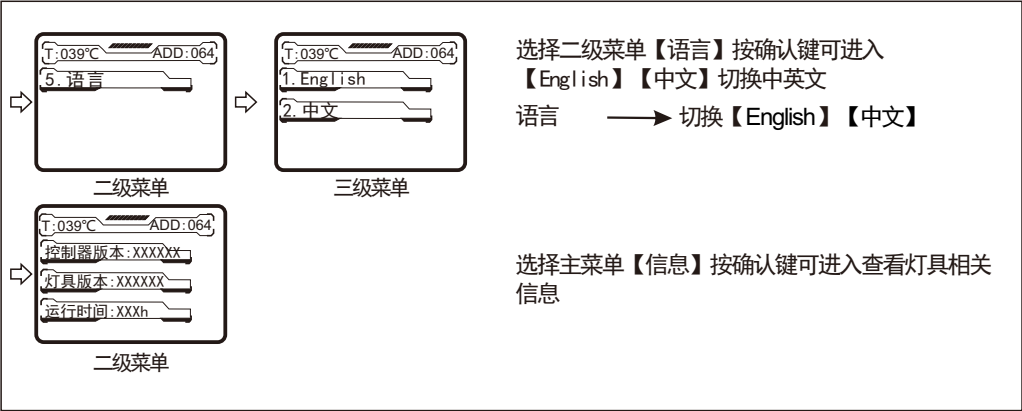 T:039℃ ADD:064
5.语言
二级菜单
T:039℃ ADD:064
1.English
2.中文
三级菜单
选择二级菜单【语言】按确认键可进入
【English】【中文】切换中英文
语言 切换【English】【中文】
T:039℃ ADD:064
控制器版本:XXXXXX
灯具版本:XXXXXX
运行时间:XXXh
二级菜单
选择主菜单【信息】按确认键可进入查看灯具相关
信息